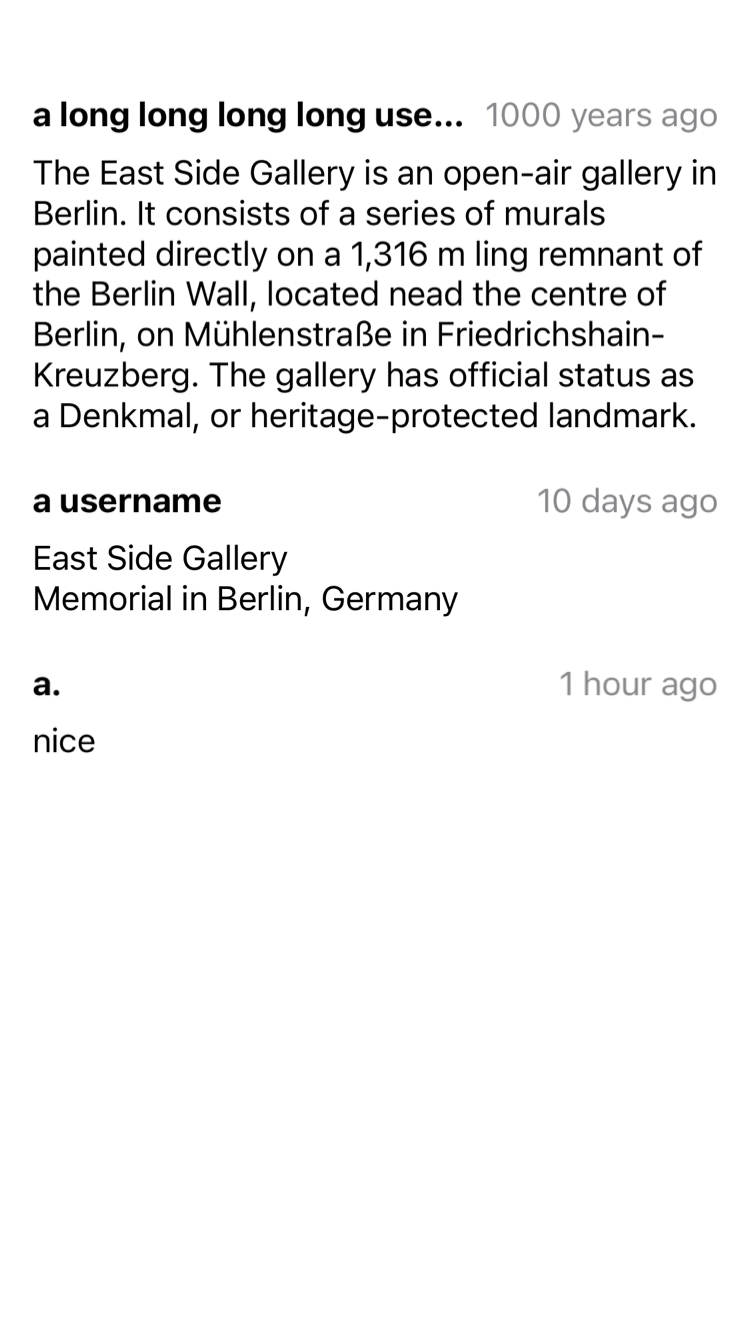 a long long long long use... 1000 years ago
The East Side Gallery is an open-air gallery in
Berlin. It consists of a series of murals
painted directly on a 1,316 m ling remnant of
the Berlin Wall, located nead the centre of
Berlin, on Mühlenstraße in Friedrichshain-
Kreuzberg. The gallery has official status as
a Denkmal, or heritage-protected landmark.
a username 10 days ago
East Side Gallery
Memorial in Berlin, Germany
a. 1 hour ago
nice